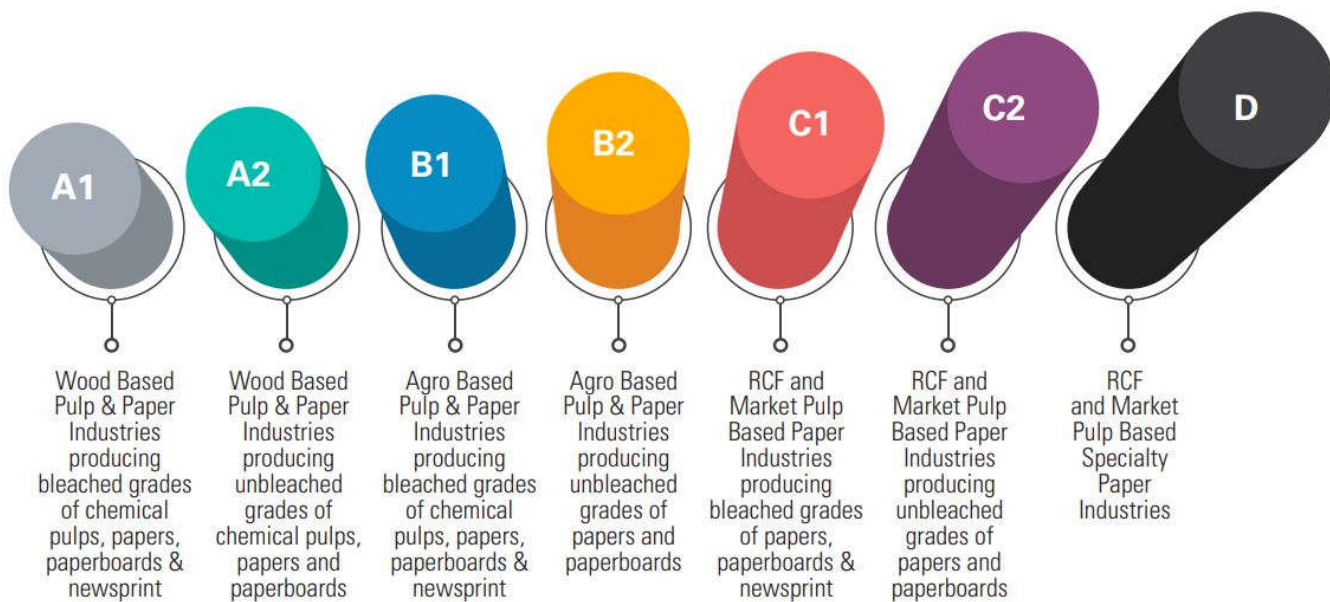 A1
A2
B1
B2
C1
C2
D
Wood Based
Pulp & Paper
Industries
producing
bleached grades
of chemical
pulps, papers,
paperboards &
newsprint
Wood Based
Pulp & Paper
Industries
producing
unbleached
grades of
chemical pulps,
papers and
paperboards
Agro Based
Pulp & Paper
Industries
producing
bleached grades
of chemical
pulps, papers,
paperboards &
newsprint
Agro Based
Pulp & Paper
Industries
producing
unbleached
grades of
papers and
paperboards
RCF and
Market Pulp
Based Paper
Industries
producing
bleached grades
of papers,
paperboards &
newsprint
RCF and
Market Pulp
Based Paper
Industries
producing
unbleached
grades of
papers and
paperboards
RCF
and Market
Pulp Based
Specialty
Paper
Industries